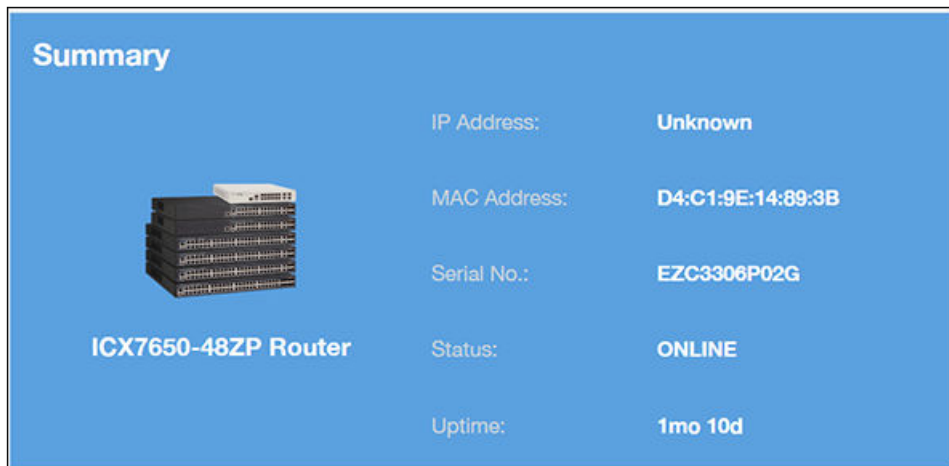 Summary
IP Address: Unknown
MAC Address: D4:C1:9E:14:89:3B
Serial No.: EZC3306P02G
ICX7650-48ZP Router
Status: ONLINE
Uptime: 1mo 10d